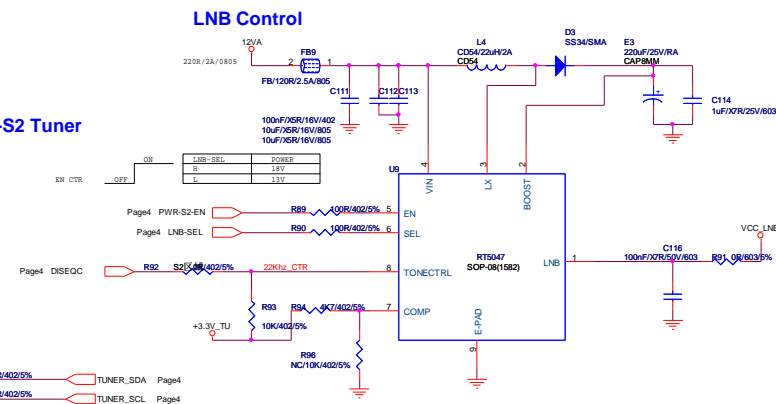 LNB Control
12VA
220R/2A/0805
FB9
2
1
FB/120R/2.5A/805
L4
CD54/22uH/2A
CD54
D3
SS34/SMA
E3
220uF/25V/RA
CAP8MM
C111
C112
C113
100nF/X5R/16V/402
10uF/X5R/16V/805
10uF/X5R/16V/805
+
C114
1uF/X7R/25V/603
-S2 Tuner
EN CTR
OFF
ON
LNB-SEL POWER
H 18V
L 13V
U9
4
3
2
VIN
LX
BOOST
Page4 PWR-S2-EN
R89
100R/402/5%
5
EN
Page4 LNB-SEL
R90
100R/402/5%
6
SEL
RT5047
SOP-08(1582)
LNB
1
C116
100nF/X7R/50V/603
R91
0R/603/5%
VCC_LNB
Page4 DISEQC
R92
22Khz_CTR
8
TONECTRL
R93
10K/402/5%
R94
4K7/402/5%
7
COMP
+3.3V_TU
R96
NC/10K/402/5%
E-PAD
9
R/402/5%
TUNER_SDA Page4
R/402/5%
TUNER_SCL Page4